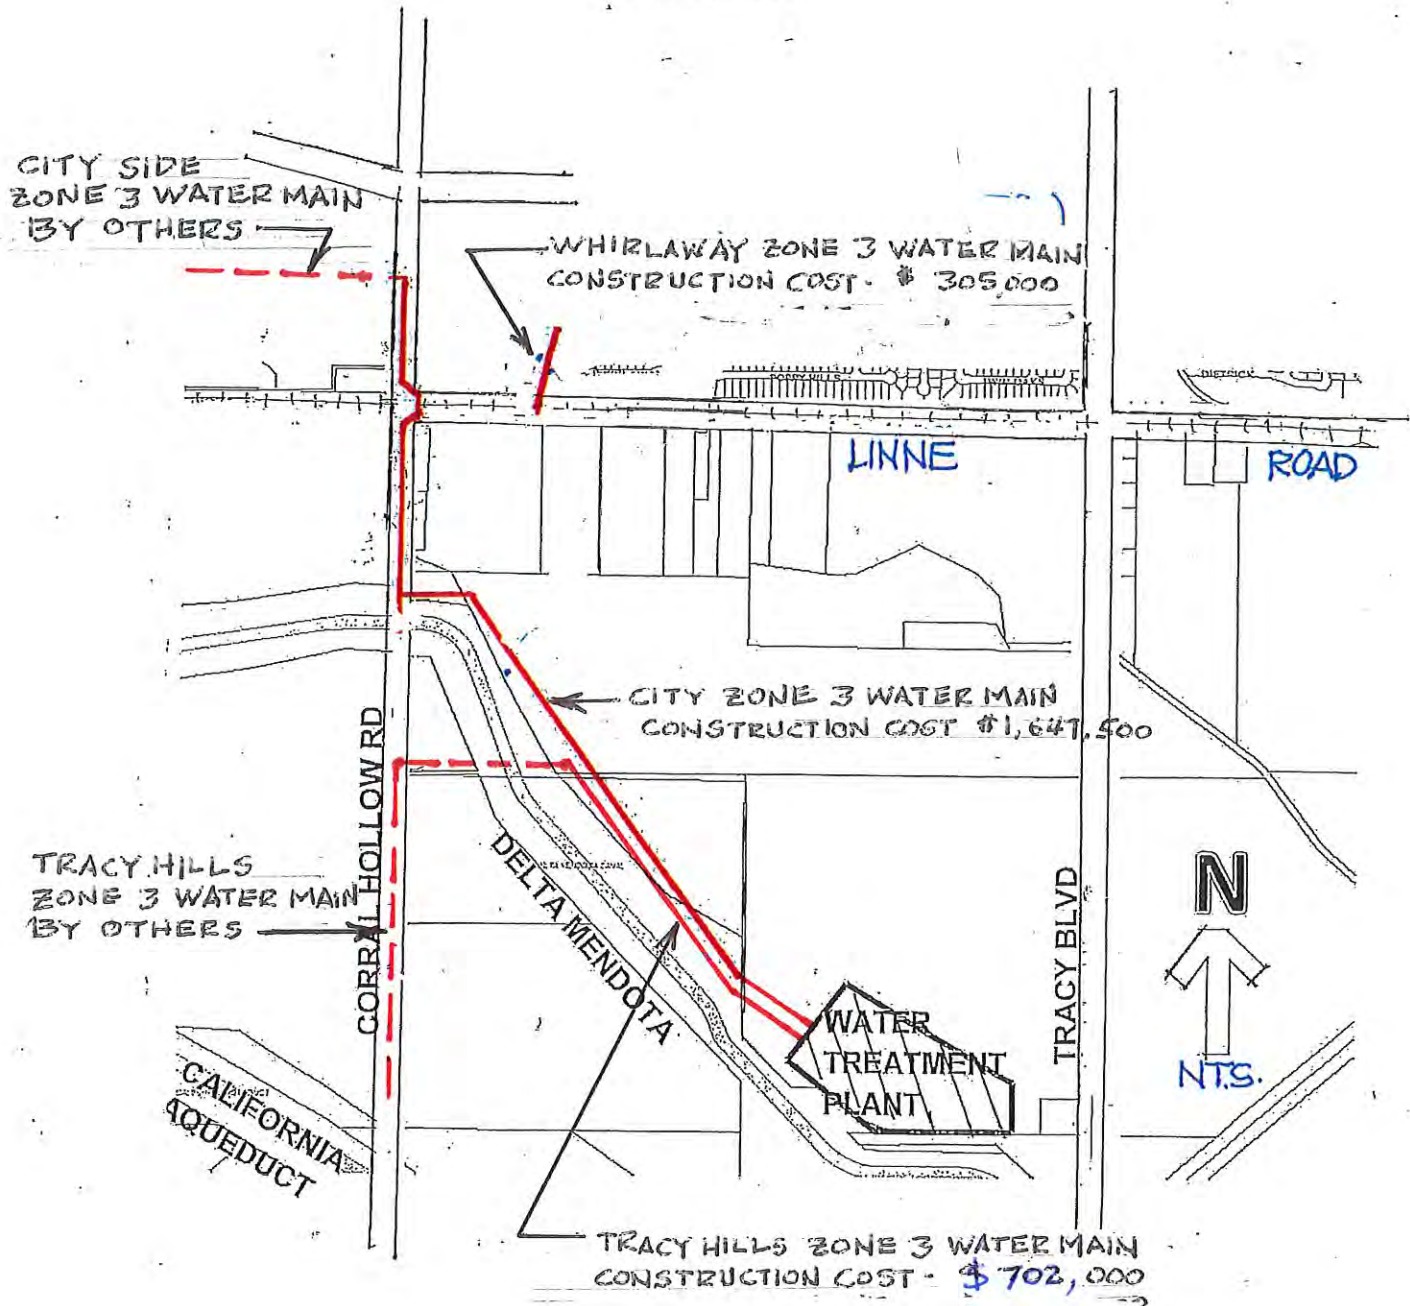 CITY SIDE
ZONE 3 WATER MAIN
BY OTHERS
WHIRLAWAY ZONE 3 WATER MAIN
CONSTRUCTION COST- $ 305,000
DISTRICT
LINNE
ROAD
CITY ZONE 3 WATER MAIN
CONSTRUCTION COST $1,647,500
CORRAL HOLLOW RD
TRACY HILLS
ZONE 3 WATER MAIN
BY OTHERS
DELTA MENDOTA
TRACY BLVD
N
N.T.S.
WATER
TREATMENT
PLANT
CALIFORNIA
AQUEDUCT
TRACY HILLS ZONE 3 WATER MAIN
CONSTRUCTION COST - $ 702,000